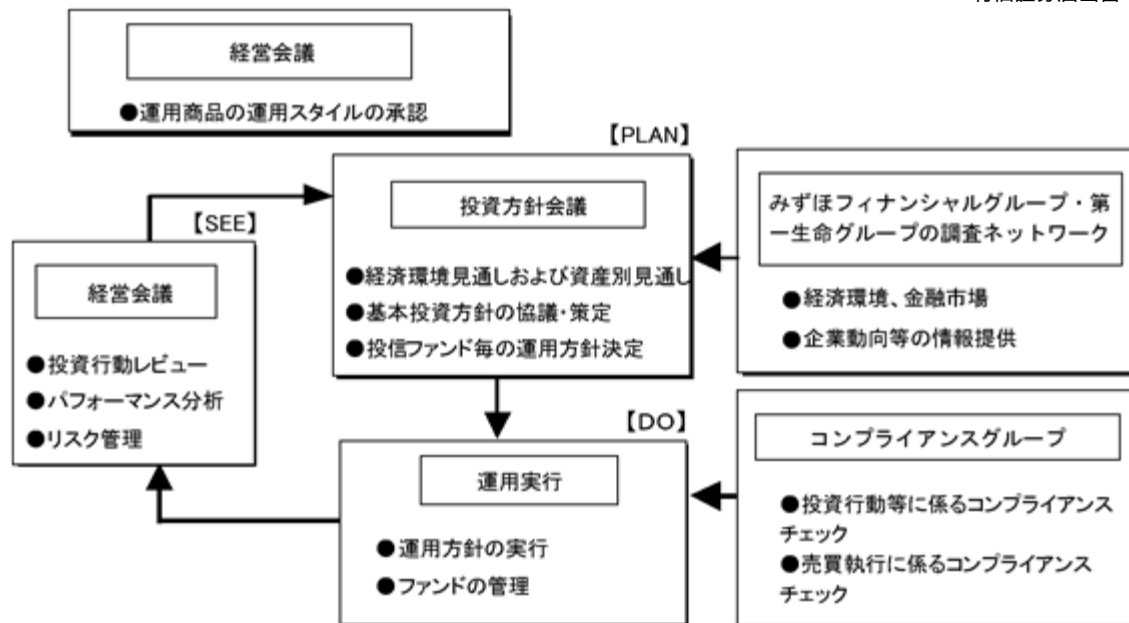 経営会議
●運用商品の運用スタイルの承認
【PLAN】
投資方針会議
●経済環境見通しおよび資産別見通し
●基本投資方針の協議・策定
●投信ファンド毎の運用方針決定
みずほフィナンシャルグループ・第
一生命グループの調査ネットワーク
●経済環境、金融市場
●企業動向等の情報提供
【SEE】
経営会議
●投資行動レビュー
●パフォーマンス分析
●リスク管理
【DO】
運用実行
●運用方針の実行
●ファンドの管理
コンプライアンスグループ
●投資行動等に係るコンプライアンス
チェック
●売買執行に係るコンプライアンス
チェック